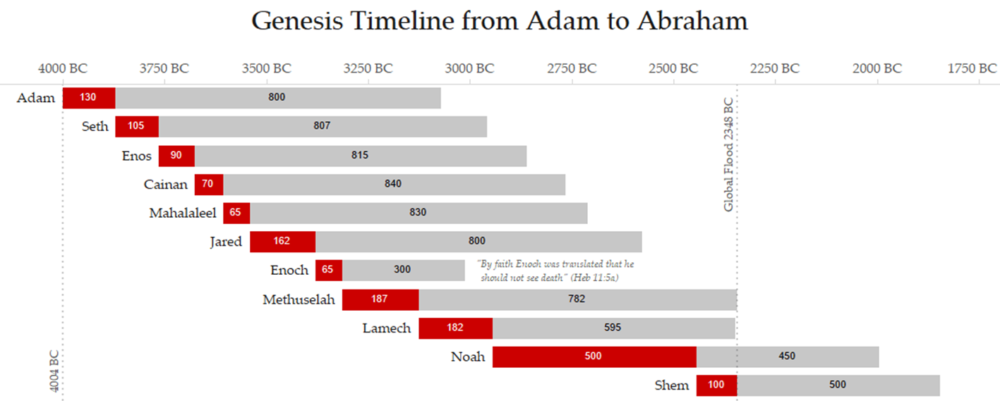 Genesis Timeline from Adam to Abraham
4000 BC 3750 BC 3500 BC 3250 BC 3000 BC 2750 BC 2500 BC 2250 BC 2000 BC 1750 BC
Adam 130 800
Seth 105 807
Enos 90 815
Cainan 70 840
Mahalaleel 65 830
Jared 162 800
Enoch 65 300
"By faith Enoch was translated that he
should not see death" (Heb 11:5a)
Methuselah 187 782
Lamech 182 595
Noah 500 450
Shem 100 500
Global Flood 2348 BC
4004 BC